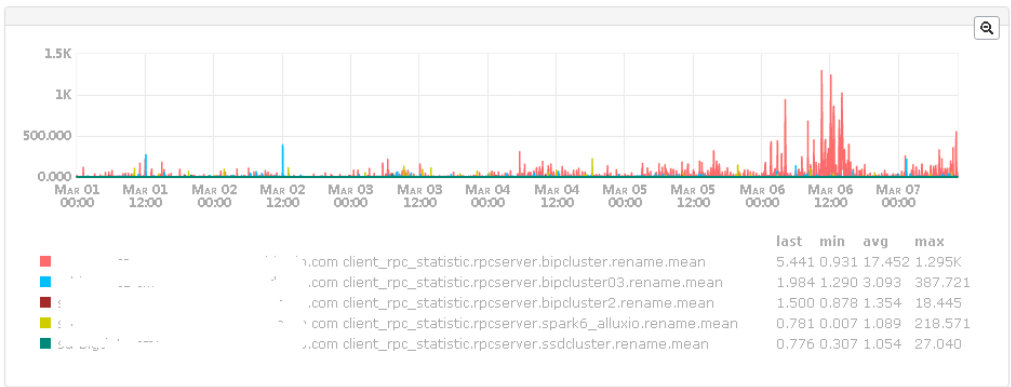 1.5K
1K
500.000
0.000
Mar 01 Mar 01 Mar 02 Mar 02 Mar 03 Mar 03 Mar 04 Mar 04 Mar 05 Mar 05 Mar 06 Mar 06 Mar 07
00:00 12:00 00:00 12:00 00:00 12:00 00:00 12:00 00:00 12:00 00:00 12:00 00:00
last min avg max
.com client_rpc_statistic.rpcserver.bipcluster.rename.mean 5.441 0.931 17.452 1.295K
.com client_rpc_statistic.rpcserver.bipcluster03.rename.mean 1.984 1.290 3.093 387.721
.com client_rpc_statistic.rpcserver.bipcluster2.rename.mean 1.500 0.878 1.354 18.445
.com client_rpc_statistic.rpcserver.spark6_alluxio.rename.mean 0.781 0.007 1.089 218.571
.com client_rpc_statistic.rpcserver.ssdcluster.rename.mean 0.776 0.307 1.054 27.040